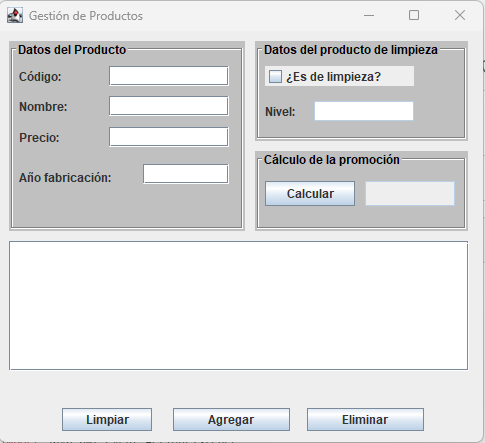 Gestión de Productos
Datos del Producto
Código:
Nombre:
Precio:
Año fabricación:
Datos del producto de limpieza
¿Es de limpieza?
Nivel:
Cálculo de la promoción
Calcular
Limpiar
Agregar
Eliminar